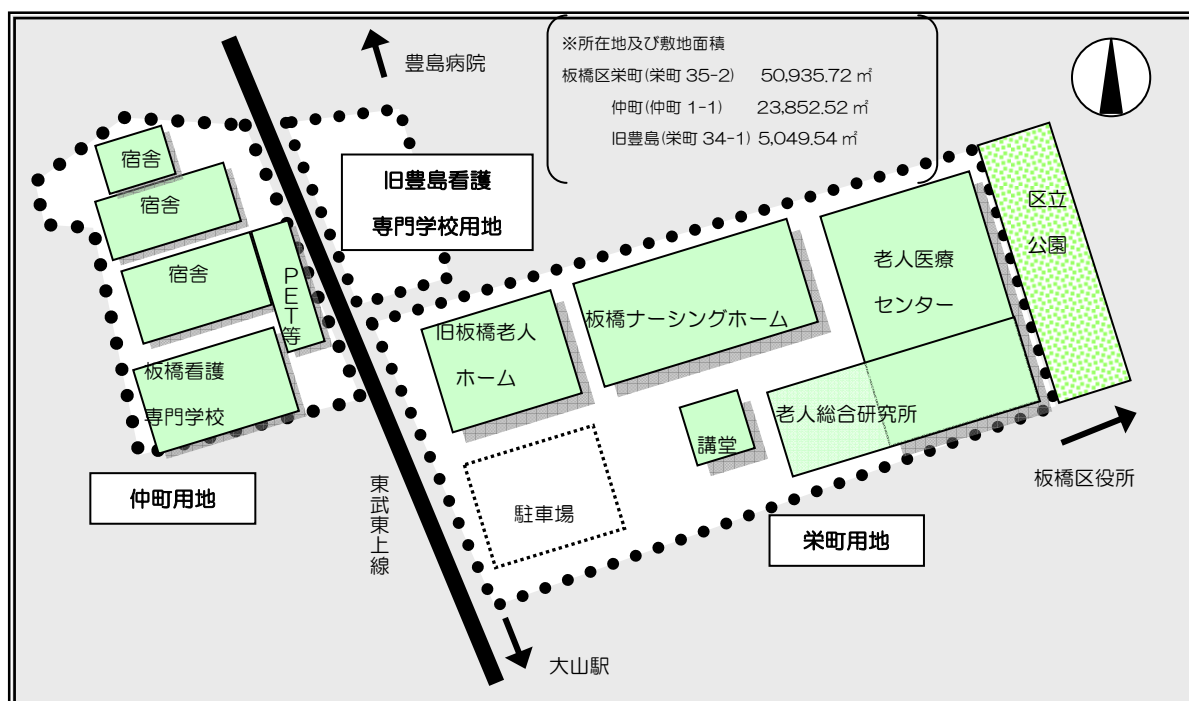 ※所在地及び敷地面積
板橋区栄町(栄町 35-2) 50,935.72 ㎡
仲町(仲町 1-1) 23,852.52 ㎡
旧豊島(栄町 34-1) 5,049.54 ㎡
豊島病院
宿舎
宿舎
宿舎
PET等
板橋看護
専門学校
仲町用地
旧豊島看護
専門学校用地
東武東上線
旧板橋老人
ホーム
板橋ナーシングホーム
老人医療
センター
区立
公園
老人総合研究所
講堂
駐車場
栄町用地
板橋区役所
大山駅